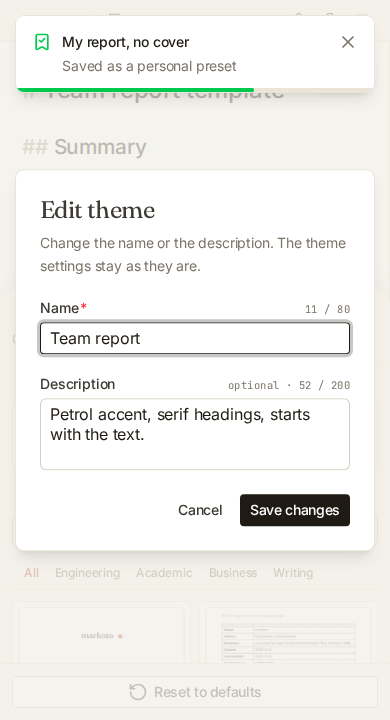 My report, no cover
Saved as a personal preset
# Team report template
## Summary
Edit theme
Change the name or the description. The theme
settings stay as they are.
Name*
11 / 80
Team report
Description
optional · 52 / 200
Petrol accent, serif headings, starts
with the text.
Cancel
Save changes
All
Engineering
Academic
Business
Writing
markoto
Reset to defaults